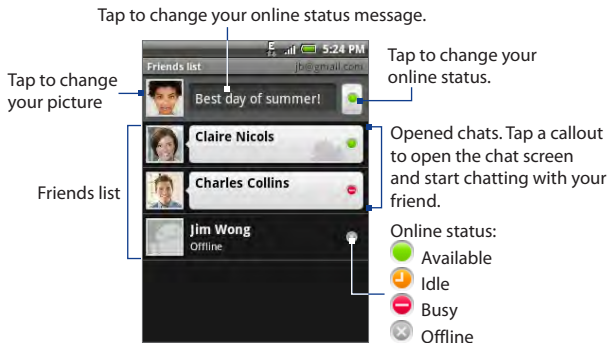 Tap to change your online status message.
5:24 PM
Friends list
jb@gmail.com
Tap to change
your picture
Best day of summer!
Tap to change your
online status.
Claire Nicols
Charles Collins
Friends list
Opened chats. Tap a callout
to open the chat screen
and start chatting with your
friend.
Jim Wong
Offline
Online status:
Available
Idle
Busy
Offline